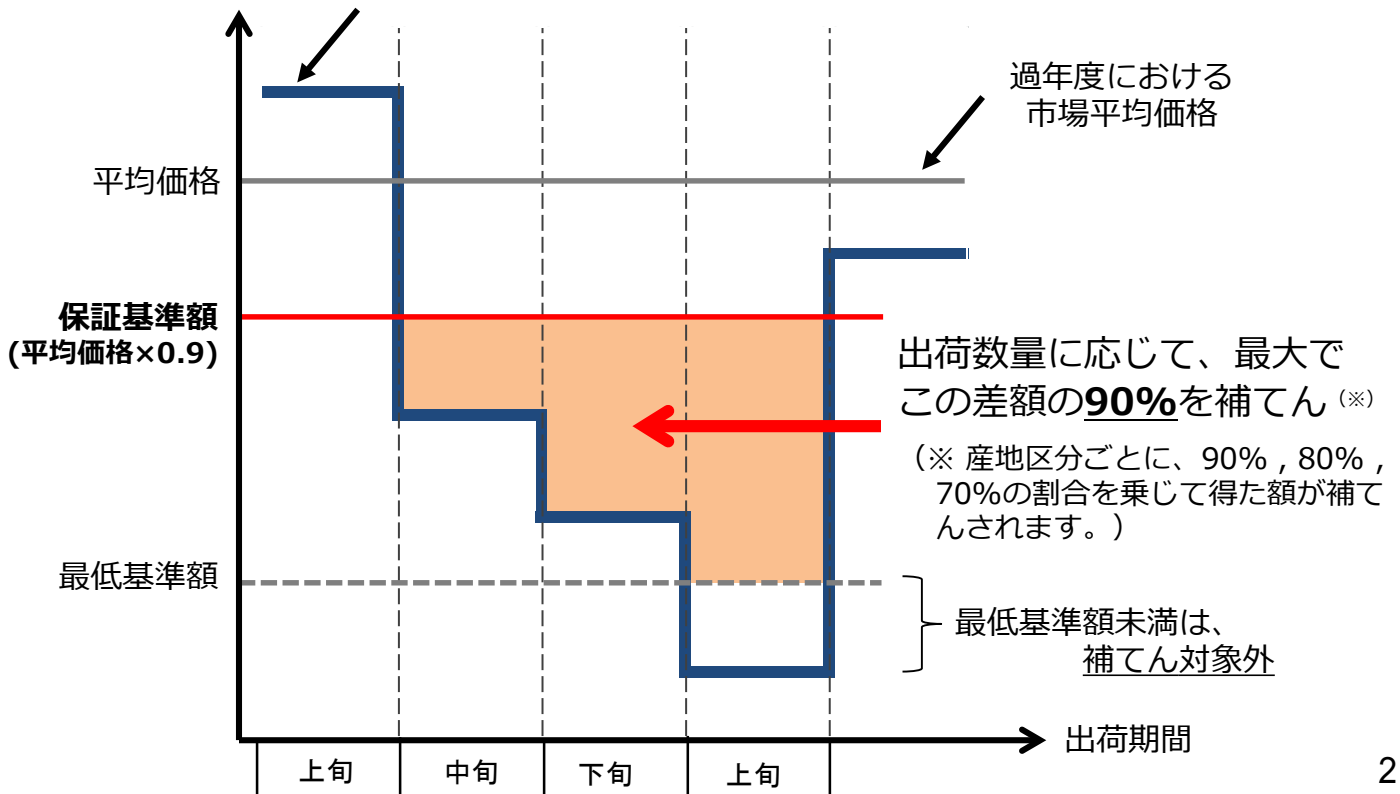 過年度における
市場平均価格
平均価格
保証基準額
(平均価格×0.9)
出荷数量に応じて、最大で
この差額の90%を補てん（※）
（※ 産地区分ごとに、90% , 80% ,
70%の割合を乗じて得た額が補て
んされます。）
最低基準額
最低基準額未満は、
補てん対象外
出荷期間
上旬
中旬
下旬
上旬
2